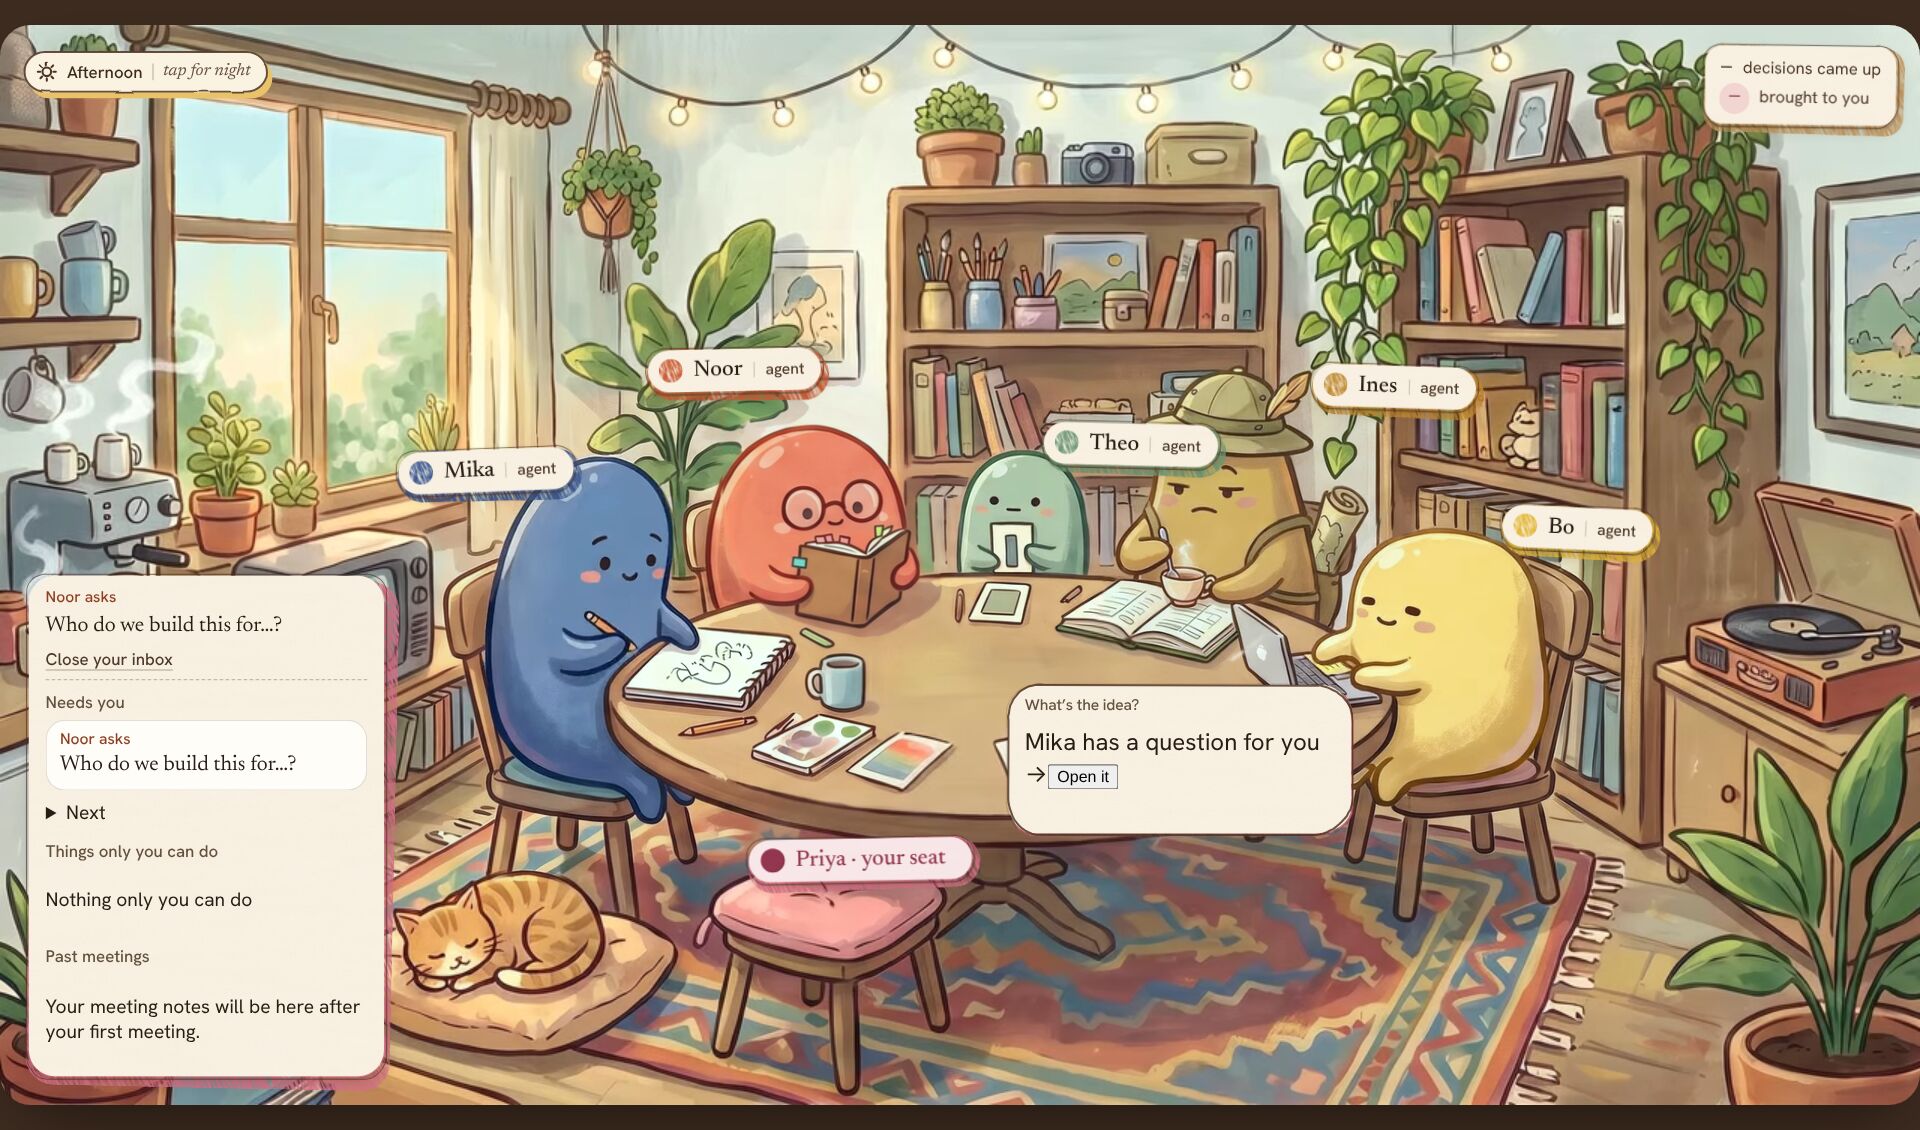 Afternoon | tap for night
– decisions came up
– brought to you
Noor | agent
Ines | agent
Theo | agent
Mika | agent
Bo | agent
Noor asks
Who do we build this for...?
Close your inbox
Needs you
Noor asks
Who do we build this for...?
▶ Next
Things only you can do
Nothing only you can do
Past meetings
Your meeting notes will be here after
your first meeting.
What's the idea?
Mika has a question for you
→ Open it
Priya · your seat